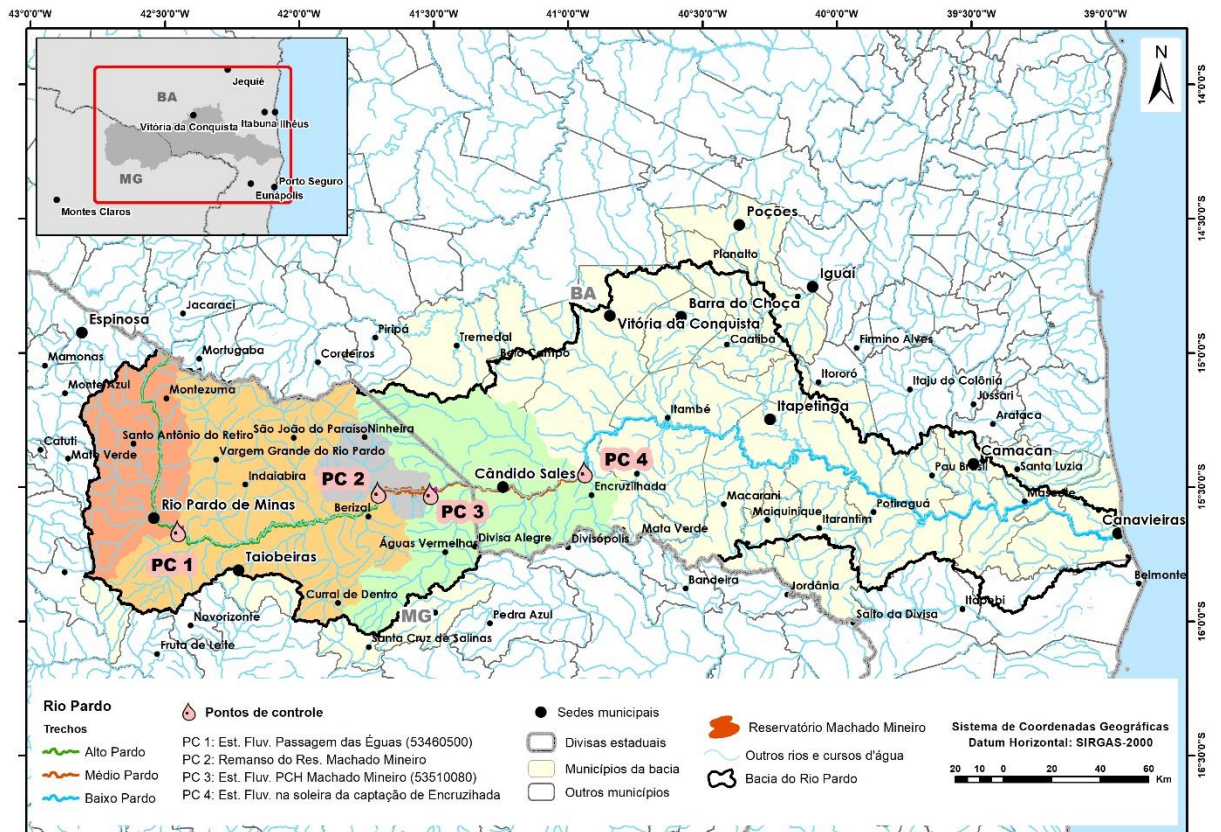 43°00'0"
42°30'0"
42°00'0"
41°30'0"
41°00'0"
40°30'0"
40°00'0"
39°30'0"
39°00'0"
N
14°0'0"S
14°30'0"S
15°0'0"S
15°30'0"S
16°0'0"S
16°30'0"S
Jequié
BA
Vitória da Conquista
Itabuna
Ilhéus
MG
Porto Seguro
Eunápolis
Montes Claros
Poções
Planalto
Iguaí
BA
Barra do Choça
Vitória da Conquista
Caatiba
Firmino Alves
Jacaraci
Espinosa
Piripá
Tremedal
Belo Campo
Mamonas
Mortugaba
Cordeiros
Itororó
Itaju do Colônia
Jussari
Arataca
Monte Azul
Montezuma
Itambé
Itapetinga
Catuti
Mato Verde
Santo Antônio do Retiro
São João do Paraíso
Ninheira
Vargem Grande do Rio Pardo
Indaiabira
PC 2
Cândido Sales
PC 4
Encruzilhada
Camacan
Pau Brasil
Santa Luzia
Mascote
Rio Pardo de Minas
Berizal
PC 3
Macarani
Maiquinique
Potiraguá
Itarantim
Mata Verde
Canavieiras
PC 1
Taiobeiras
Águas Vermelhas
Divisa Alegre
Divisópolis
Bandeira
Jordânia
Belmonte
Curral de Dentro
MG
Pedra Azul
Salto da Divisa
Itapebi
Novorizonte
Fruta de Leite
Santa Cruz de Salinas
Rio Pardo
Trechos
Alto Pardo
Médio Pardo
Baixo Pardo
Pontos de controle
PC 1: Est. Fluv. Passagem das Éguas (53460500)
PC 2: Remanso do Res. Machado Mineiro
PC 3: Est. Fluv. PCH Machado Mineiro (53510080)
PC 4: Est. Fluv. na soleira da captação de Encruzilhada
Sedes municipais
Divisas estaduais
Municípios da bacia
Outros municípios
Reservatório Machado Mineiro
Outros rios e cursos d'água
Bacia do Rio Pardo
Sistema de Coordenadas Geográficas
Datum Horizontal: SIRGAS-2000
20 10 0 20 40 60
Km